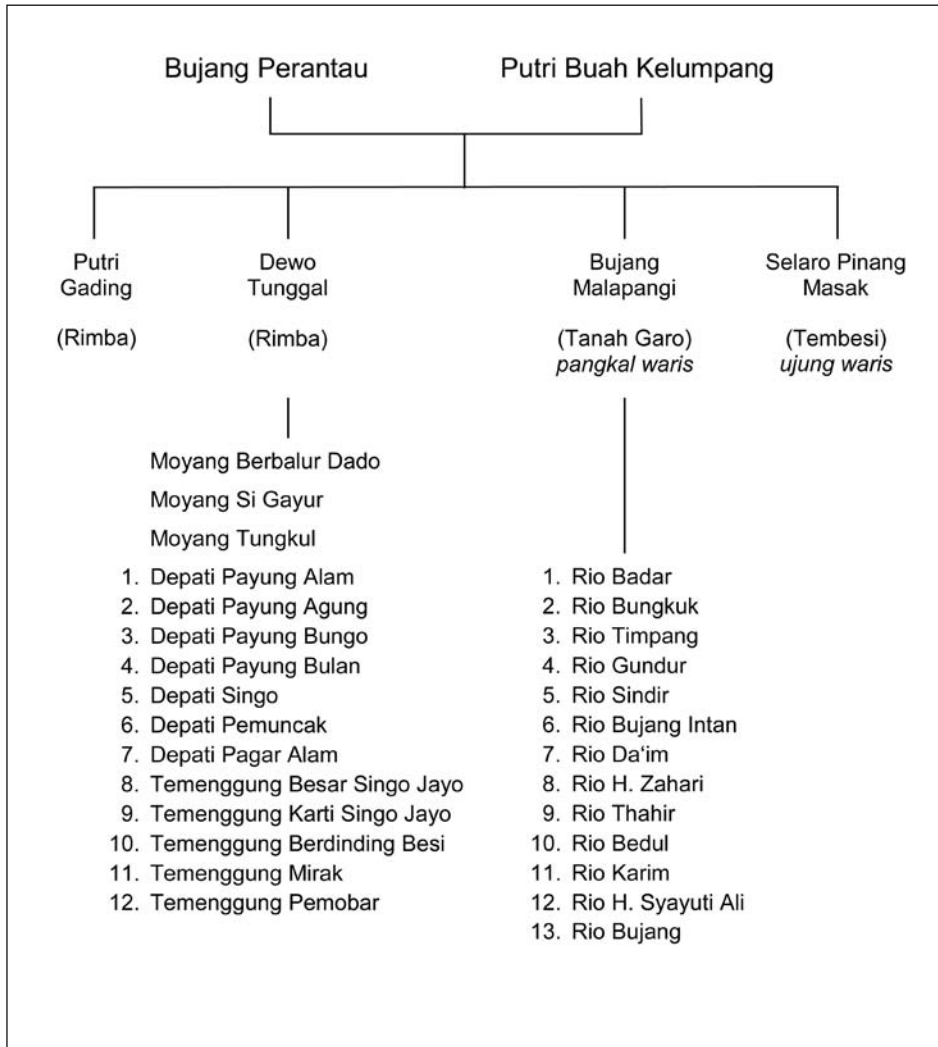 Bujang Perantau
Putri Buah Kelumpang
Putri
Gading
(Rimba)
Dewo
Tunggal
(Rimba)
Bujang
Malapangi
(Tanah Garo)
pangkal waris
Selaro Pinang
Masak
(Tembesi)
ujung waris
Moyang Berbalur Dado
Moyang Si Gayur
Moyang Tungkul
1. Depati Payung Alam
2. Depati Payung Agung
3. Depati Payung Bungo
4. Depati Payung Bulan
5. Depati Singo
6. Depati Pemuncak
7. Depati Pagar Alam
8. Temenggung Besar Singo Jayo
9. Temenggung Karti Singo Jayo
10. Temenggung Berdinding Besi
11. Temenggung Mirak
12. Temenggung Pemobar
1. Rio Badar
2. Rio Bungkuk
3. Rio Timpang
4. Rio Gundur
5. Rio Sindir
6. Rio Bujang Intan
7. Rio Da‘im
8. Rio H. Zahari
9. Rio Thahir
10. Rio Bedul
11. Rio Karim
12. Rio H. Syayuti Ali
13. Rio Bujang